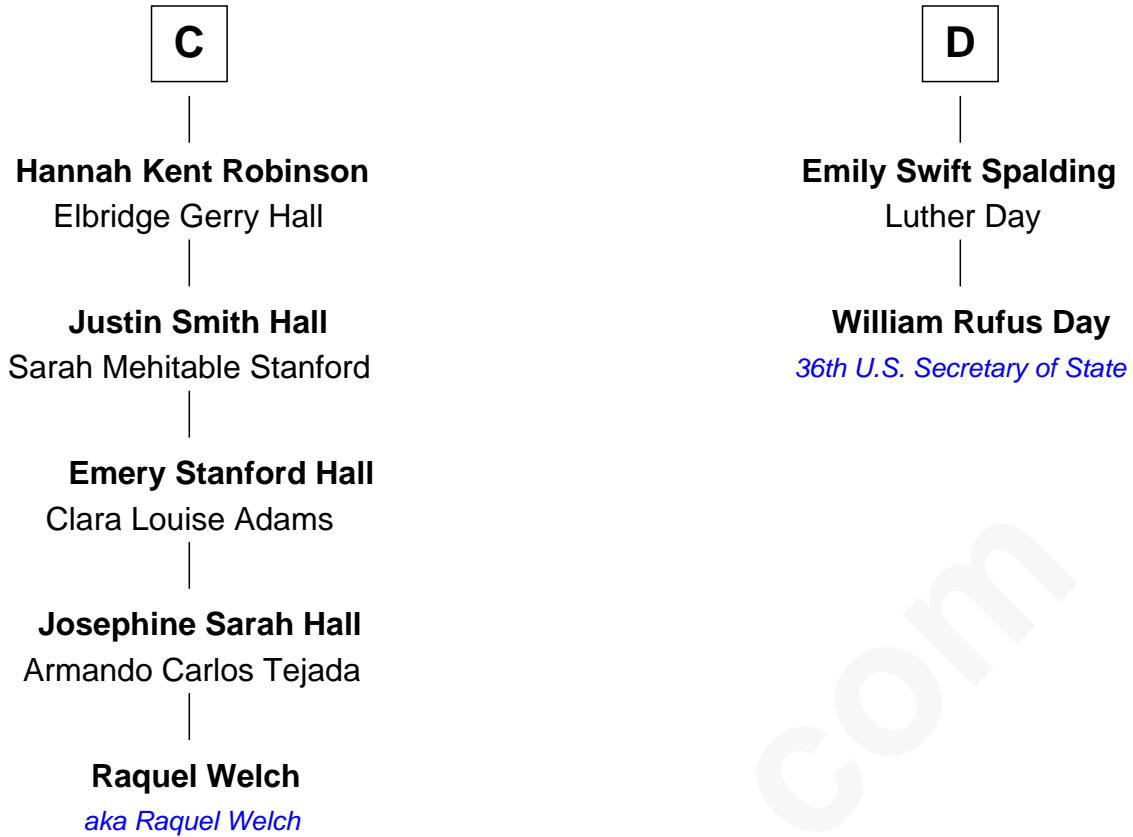 C
Hannah Kent Robinson
Elbridge Gerry Hall
Justin Smith Hall
Sarah Mehitable Stanford
Emery Stanford Hall
Clara Louise Adams
Josephine Sarah Hall
Armando Carlos Tejada
Raquel Welch
aka Raquel Welch
D
Emily Swift Spalding
Luther Day
William Rufus Day
36th U.S. Secretary of State
com